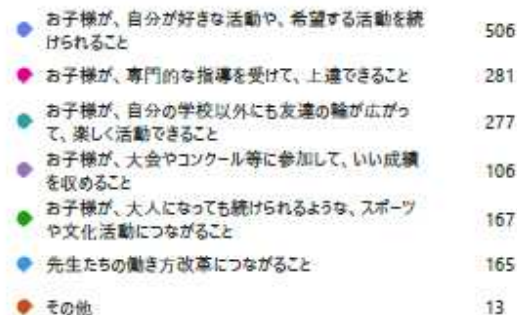 お子様が、自分が好きな活動や、希望する活動を続
けられること 506
お子様が、専門的な指導を受けて、上達できること 281
お子様が、自分の学校以外にも友達の輪が広がっ
て、楽しく活動できること 277
お子様が、大会やコンクール等に参加して、いい成績
を収めること 106
お子様が、大人になっても続けられるような、スポーツ
や文化活動につながること 167
先生たちの働き方改革につながること 165
その他 13